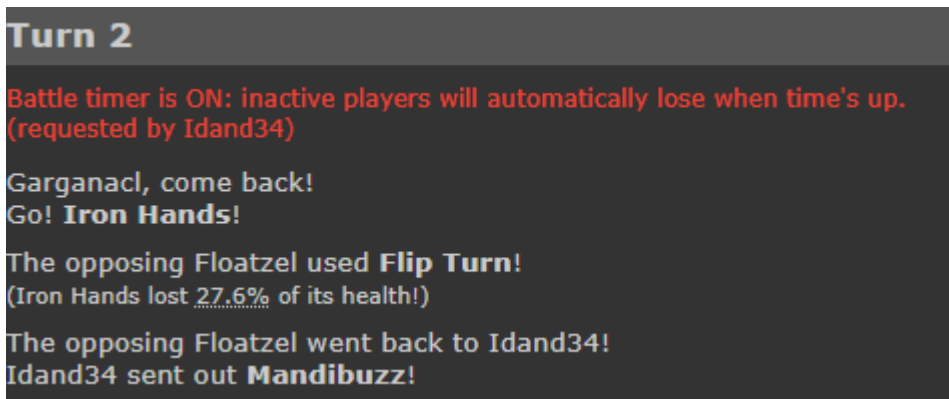 Turn 2
Battle timer is ON: inactive players will automatically lose when time's up.
(requested by Idand34)
Garganacl, come back!
Go! Iron Hands!
The opposing Floatzel used Flip Turn!
(Iron Hands lost 27.6% of its health!)
The opposing Floatzel went back to Idand34!
Idand34 sent out Mandibuzz!